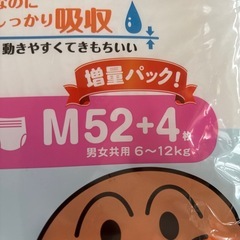 なのに
しっかり吸収
動きやすくてきもちいい
増量パック!
M52+4枚
男女共用 6〜12kg